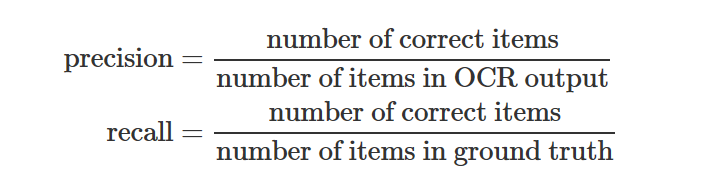 precision = number of correct items / number of items in OCR output
recall = number of correct items / number of items in ground truth